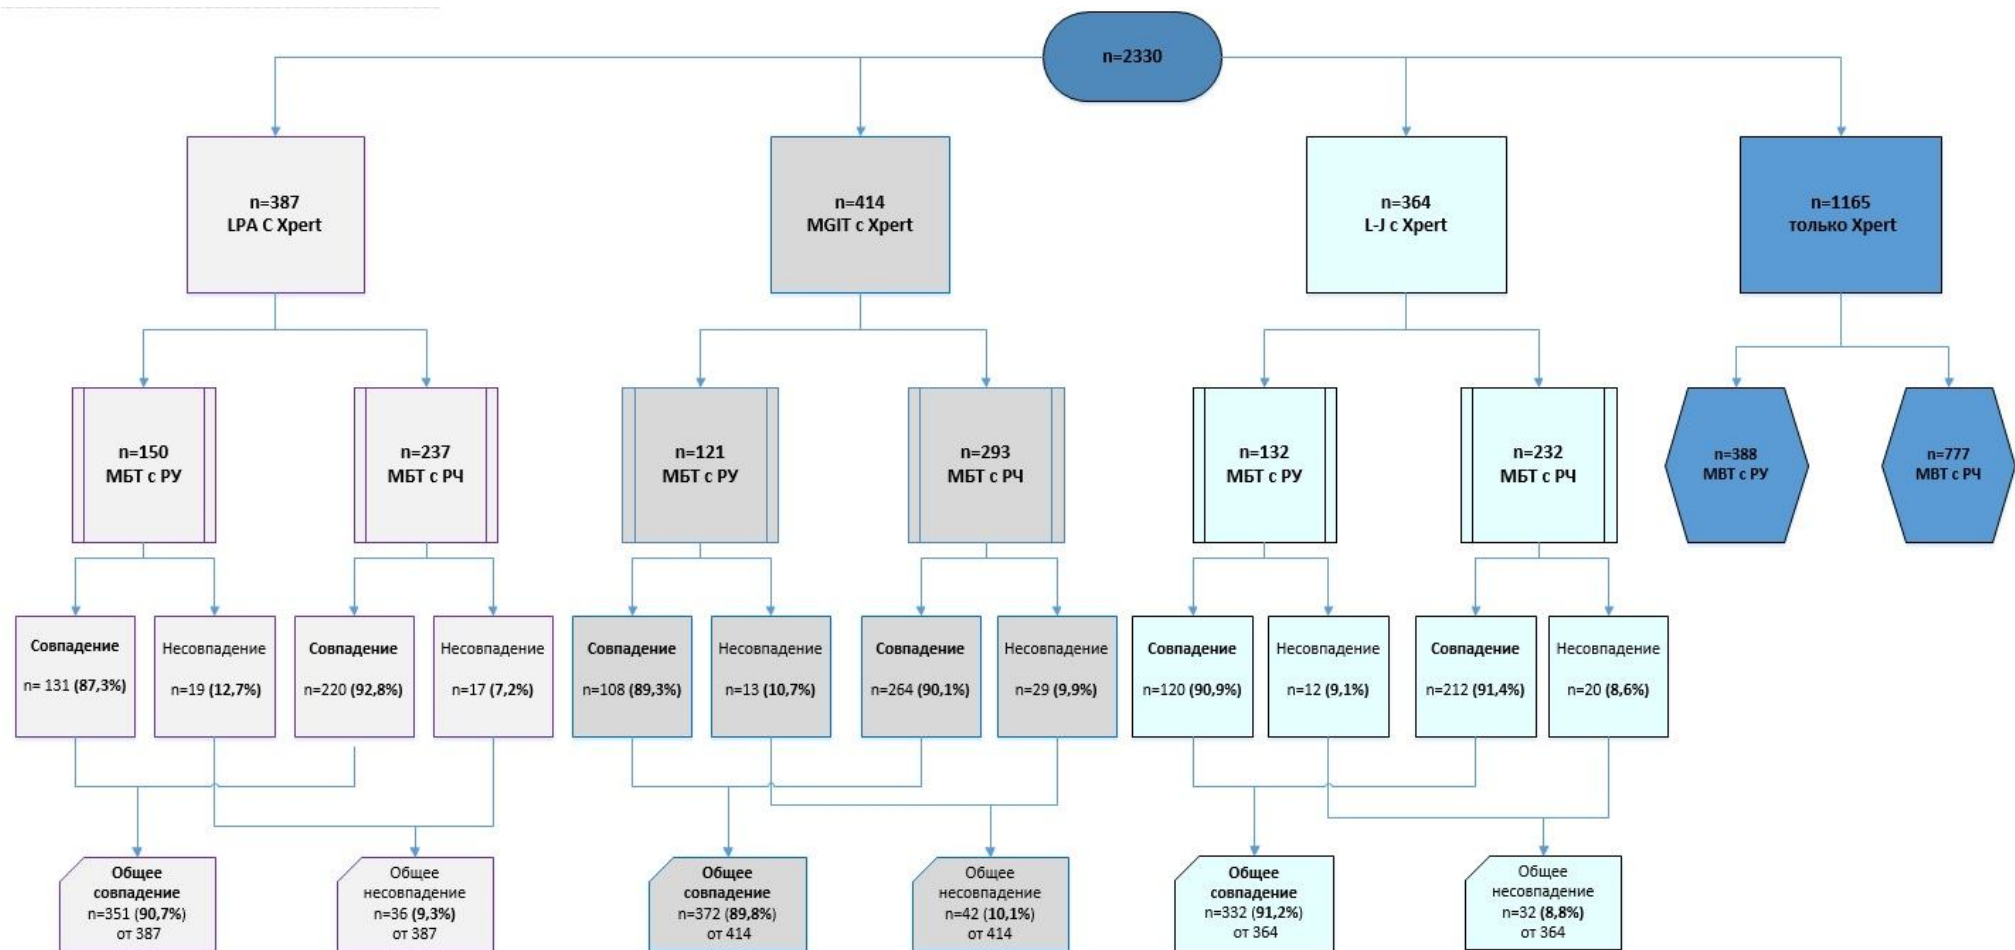 n=2330
n=387
LPA С Xpert
n=414
MGIT с Xpert
n=364
L-J с Xpert
n=1165
только Xpert
n=150
МБТ с РУ
n=237
МБТ с РЧ
n=121
МБТ с РУ
n=293
МБТ с РЧ
n=132
МБТ с РУ
n=232
МБТ с РЧ
n=388
МВТ с РУ
n=777
МВТ с РЧ
Совпадение
n= 131 (87,3%)
Несовпадение
n=19 (12,7%)
Совпадение
n=220 (92,8%)
Несовпадение
n=17 (7,2%)
Совпадение
n=108 (89,3%)
Несовпадение
n=13 (10,7%)
Совпадение
n=264 (90,1%)
Несовпадение
n=29 (9,9%)
Совпадение
n=120 (90,9%)
Несовпадение
n=12 (9,1%)
Совпадение
n=212 (91,4%)
Несовпадение
n=20 (8,6%)
Общее
совпадение
n=351 (90,7%)
от 387
Общее
несовпадение
n=36 (9,3%)
от 387
Общее
совпадение
n=372 (89,8%)
от 414
Общее
несовпадение
n=42 (10,1%)
от 414
Общее
совпадение
n=332 (91,2%)
от 364
Общее
несовпадение
n=32 (8,8%)
от 364